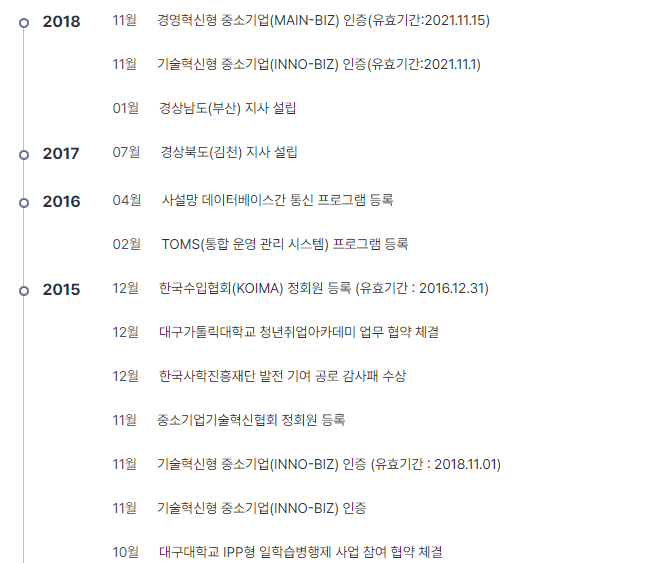 2018 11월 경영혁신형 중소기업(MAIN-BIZ) 인증(유효기간:2021.11.15)
11월 기술혁신형 중소기업(INNO-BIZ) 인증(유효기간:2021.11.1)
01월 경상남도(부산) 지사 설립
2017 07월 경상북도(김천) 지사 설립
2016 04월 사설망 데이터베이스간 통신 프로그램 등록
02월 TOMS(통합 운영 관리 시스템) 프로그램 등록
2015 12월 한국수입협회(KOIMA) 정회원 등록 (유효기간 : 2016.12.31)
12월 대구가톨릭대학교 청년취업아카데미 업무 협약 체결
12월 한국사학진흥재단 발전 기여 공로 감사패 수상
11월 중소기업기술혁신협회 정회원 등록
11월 기술혁신형 중소기업(INNO-BIZ) 인증 (유효기간 : 2018.11.01)
11월 기술혁신형 중소기업(INNO-BIZ) 인증
10월 대구대학교 IPP형 일학습병행제 사업 참여 협약 체결